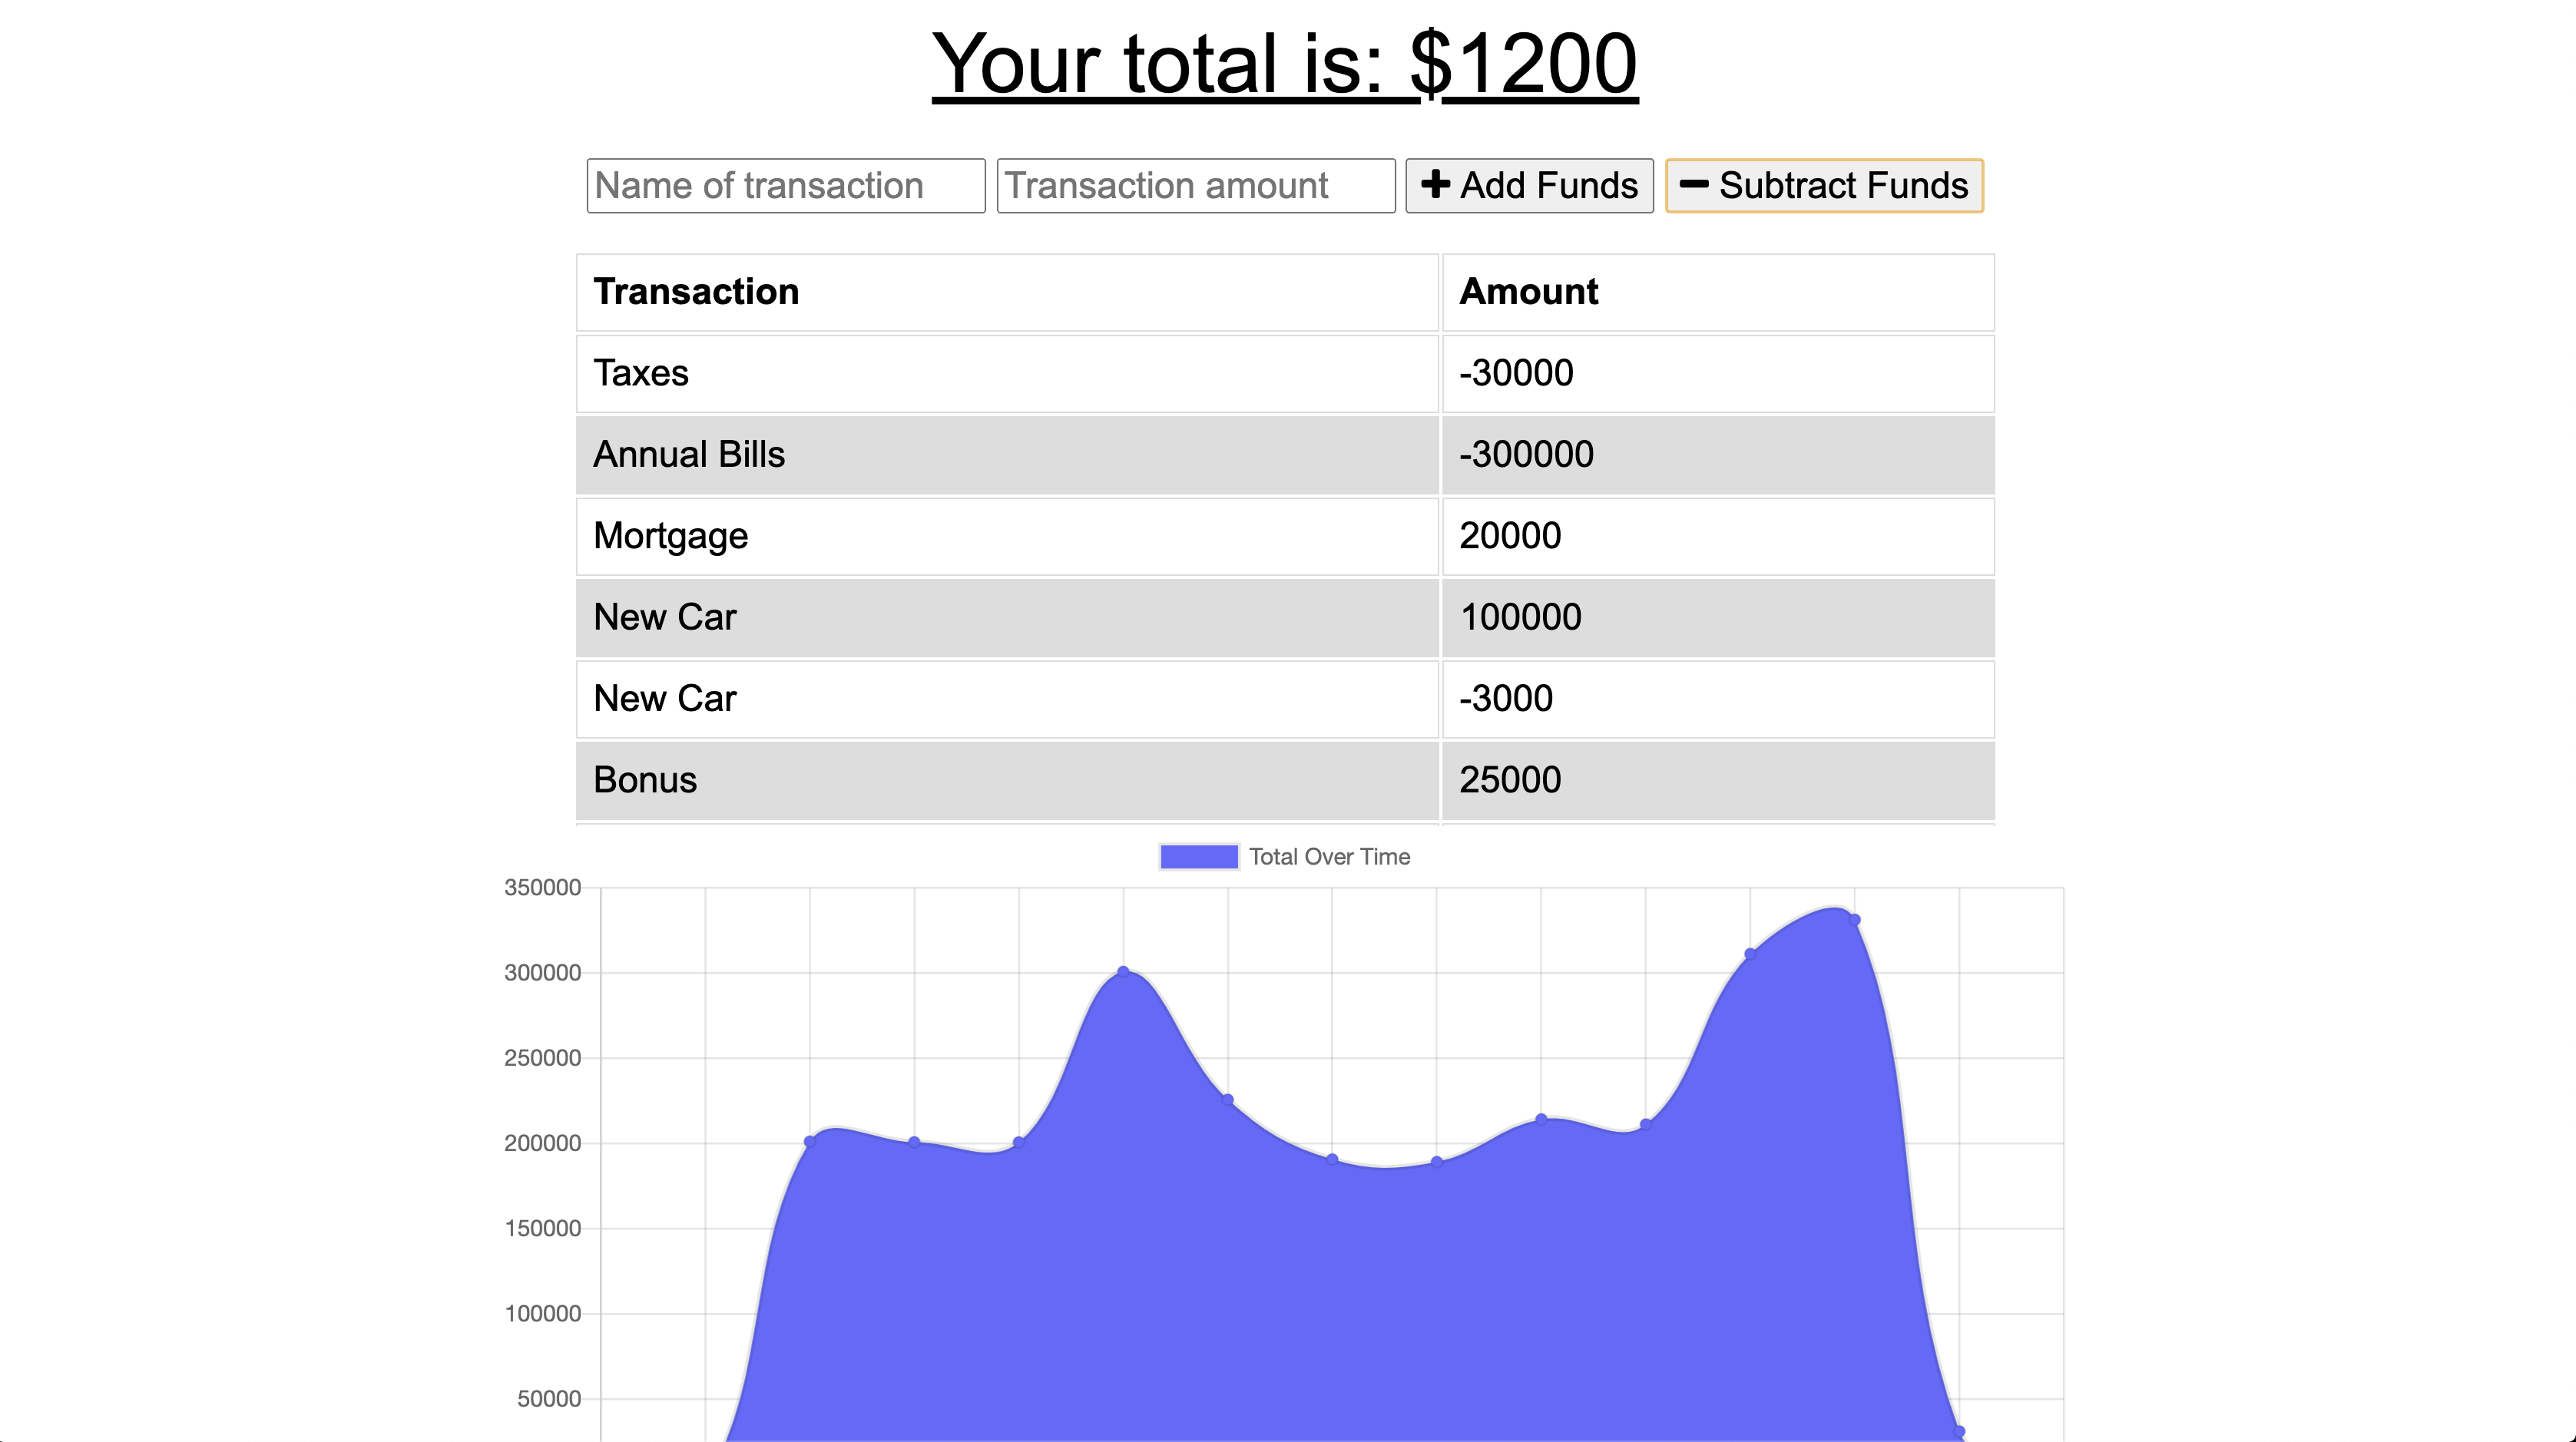 Your total is: $1200
Name of transaction Transaction amount Add Funds Subtract Funds
Transaction Amount
Taxes -30000
Annual Bills -300000
Mortgage 20000
New Car 100000
New Car -3000
Bonus 25000
Total Over Time
350000
300000
250000
200000
150000
100000
50000